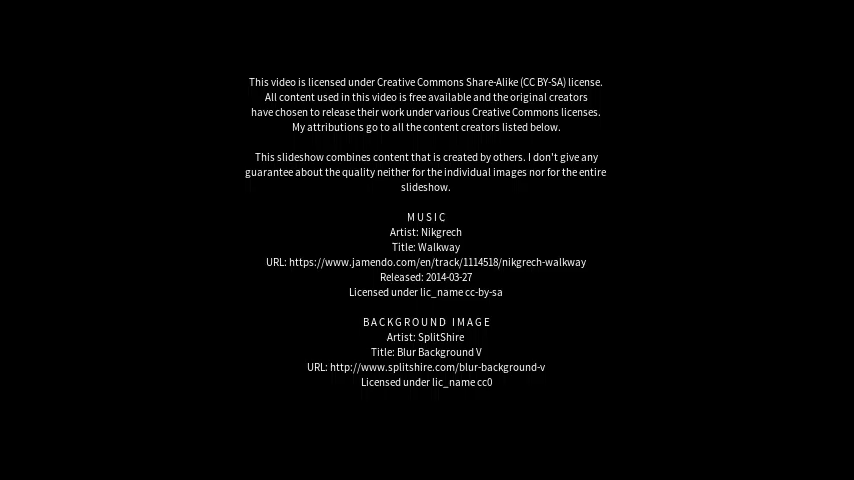 This video is licensed under Creative Commons Share-Alike (CC BY-SA) license.
All content used in this video is free available and the original creators
have chosen to release their work under various Creative Commons licenses.
My attributions go to all the content creators listed below.
This slideshow combines content that is created by others. I don't give any
guarantee about the quality neither for the individual images nor for the entire
slideshow.
MUSIC
Artist: Nikgrech
Title: Walkway
URL: https://www.jamendo.com/en/track/1114518/nikgrech-walkway
Released: 2014-03-27
Licensed under lic_name cc-by-sa
BACKGROUND IMAGE
Artist: SplitShire
Title: Blur Background V
URL: http://www.splitshire.com/blur-background-v
Licensed under lic_name cc0